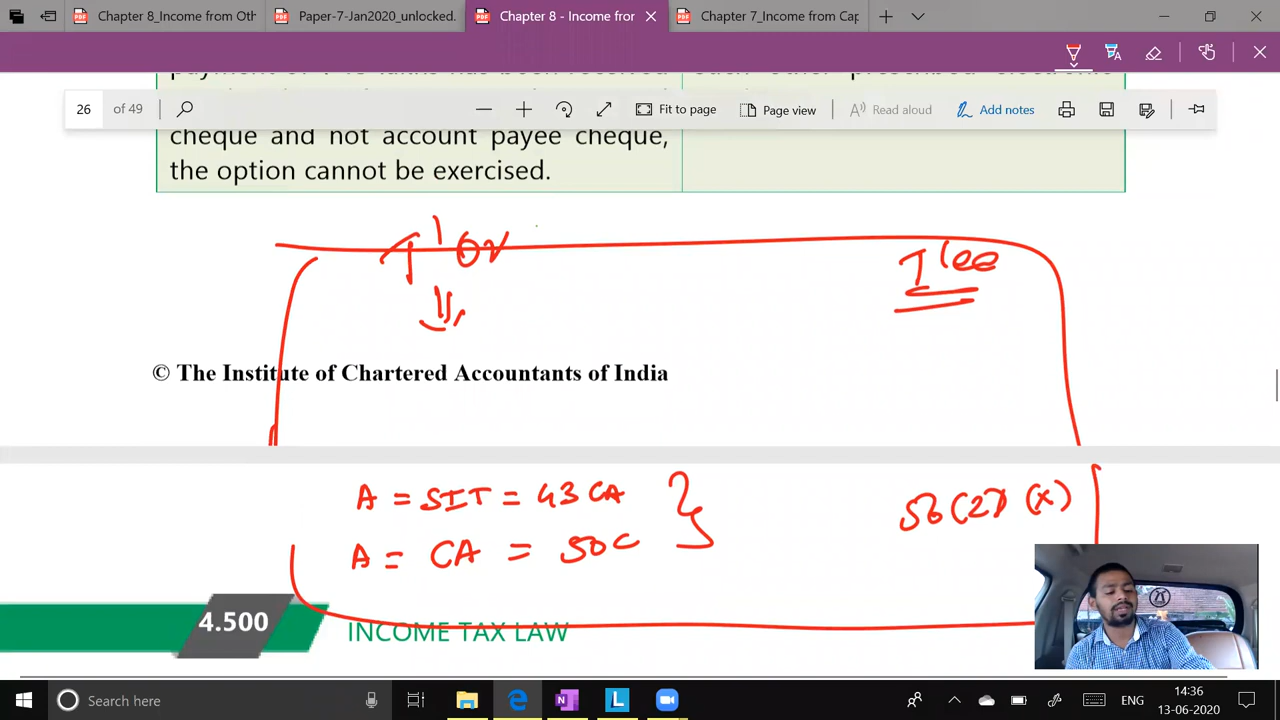 Chapter 8_Income from Oth
Paper-7-Jan2020_unlocked.
Chapter 8 - Income from
Chapter 7_Income from Cap
26 of 49
Fit to page
Page view
Read aloud
Add notes
cheque and not account payee cheque,
the option cannot be exercised.
T'or
T'ee
© The Institute of Chartered Accountants of India
A = SIT = 43 CA
A = CA = 50C
56(2)(x)
4.500 INCOME TAX LAW
Search here
ENG
14:36
13-06-2020